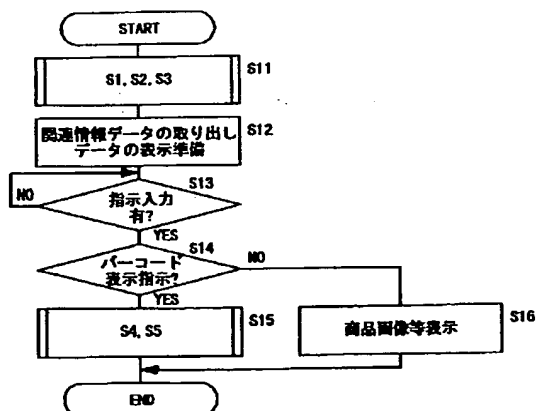 START
S1, S2, S3
S11
関連情報データの取り出し
データの表示準備
S12
S13
NO
指示入力
有?
YES
S14
バーコード
表示指示?
NO
YES
S4, S5
S15
商品画像等表示
S16
END